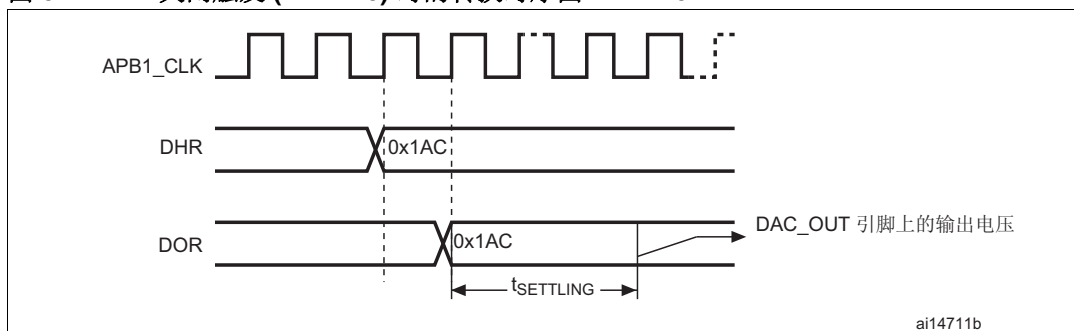 APB1_CLK
DHR
0x1AC
DOR
0x1AC
DAC_OUT 引脚上的输出电压
tSETTLING
ai14711b